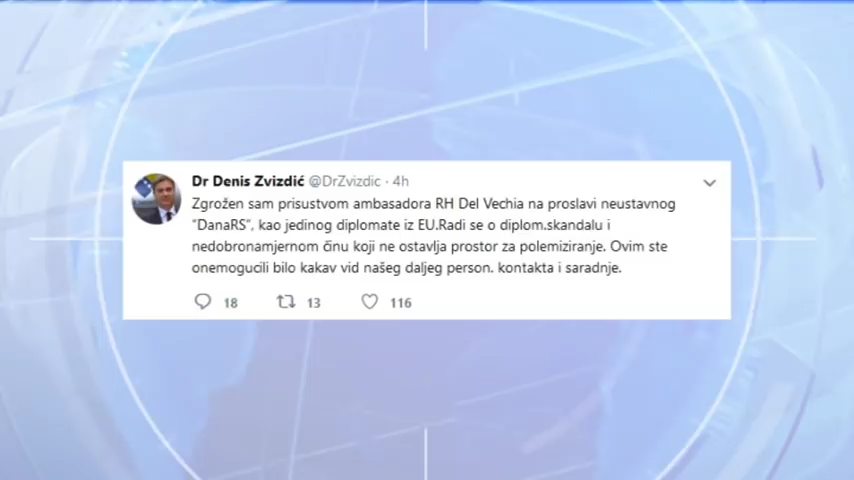 Dr Denis Zvizdić @DrZvizdic · 4h
Zgrožen sam prisustvom ambasadora RH Del Vechia na proslavi neustavnog
"DanaRS", kao jedinog diplomate iz EU.Radi se o diplom.skandalu i
nedobronamjernom činu koji ne ostavlja prostor za polemiziranje. Ovim ste
onemogucili bilo kakav vid našeg daljeg person. kontakta i saradnje.
18 13 116